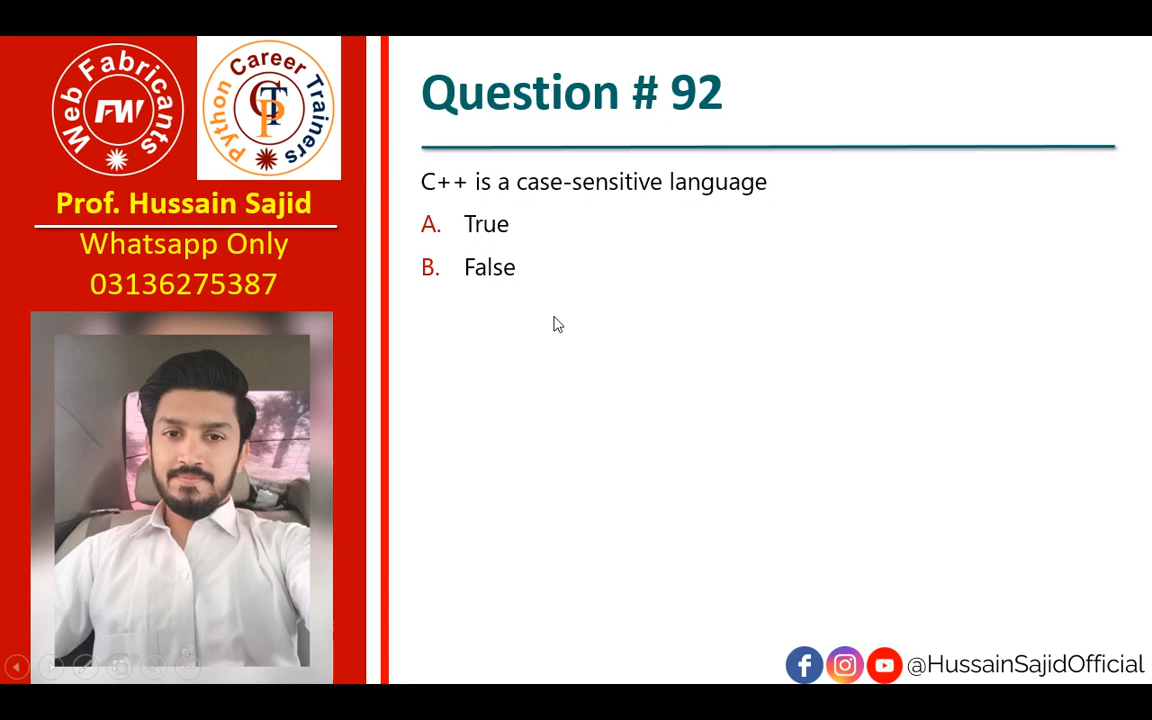 Web Fabricants
FW
Python Career Trainers
CTP
Prof. Hussain Sajid
Whatsapp Only
03136275387
Question # 92
C++ is a case-sensitive language
A. True
B. False
@HussainSajidOfficial